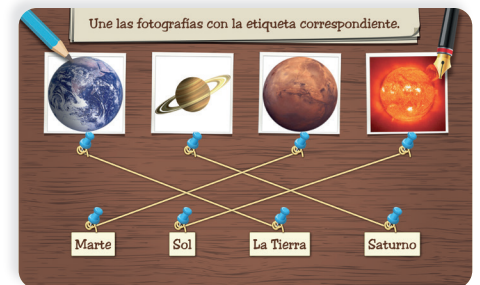 Une las fotografías con la etiqueta correspondiente.
Marte
Sol
La Tierra
Saturno